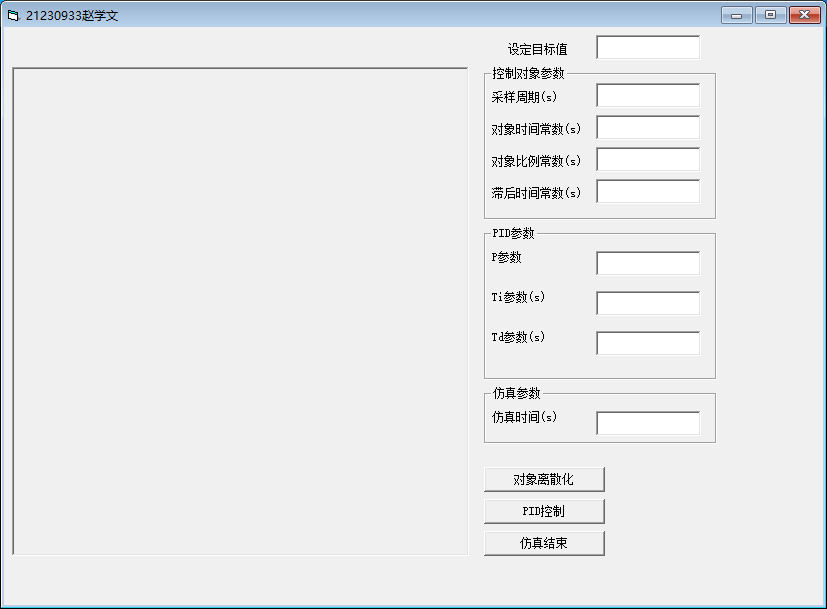 21230933赵学文
设定目标值
控制对象参数
采样周期(s)
对象时间常数(s)
对象比例常数(s)
滞后时间常数(s)
PID参数
P参数
Ti参数(s)
Td参数(s)
仿真参数
仿真时间(s)
对象离散化
PID控制
仿真结束